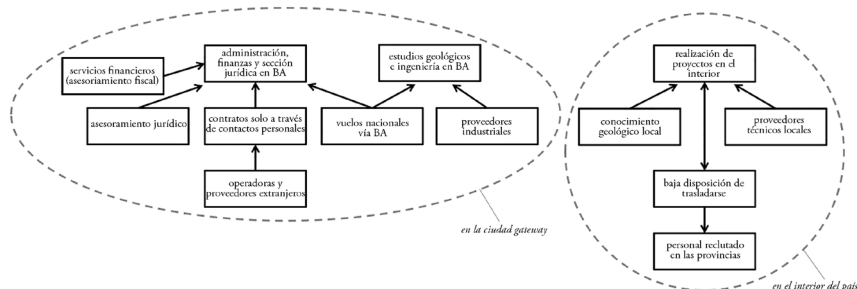 administración,
finanzas y sección
jurídica en BA
estudios geológicos
e ingeniería en BA
servicios financieros
(asesoriamiento fiscal)
asesoramiento jurídico
contratos solo a través
de contactos personales
vuelos nacionales
vía BA
proveedores
industriales
operadoras y
proveedores extranjeros
en la ciudad gateway
realización de
proyectos en el
interior
conocimiento
geológico local
proveedores
técnicos locales
baja disposición de
trasladarse
personal reclutado
en las provincias
en el interior del país